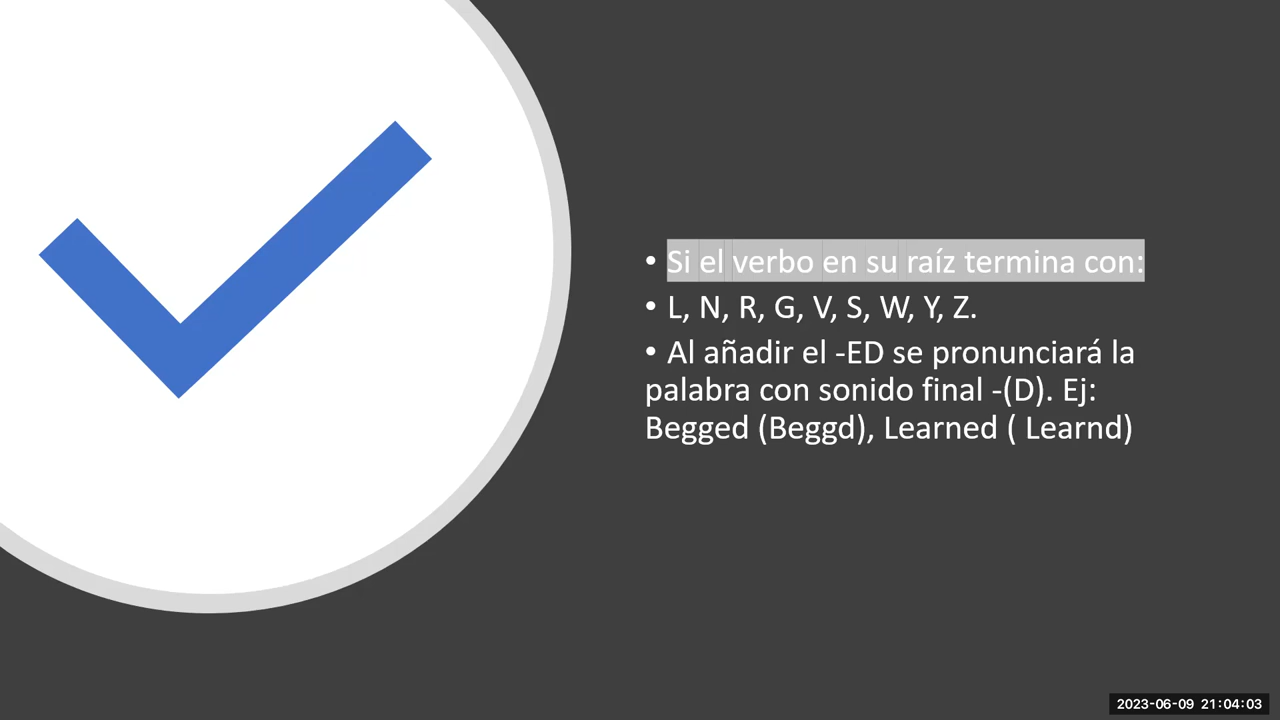 • Si el verbo en su raíz termina con:
• L, N, R, G, V, S, W, Y, Z.
• Al añadir el -ED se pronunciará la
palabra con sonido final -(D). Ej:
Begged (Beggd), Learned ( Learnd)
2023-06-09 21:04:03